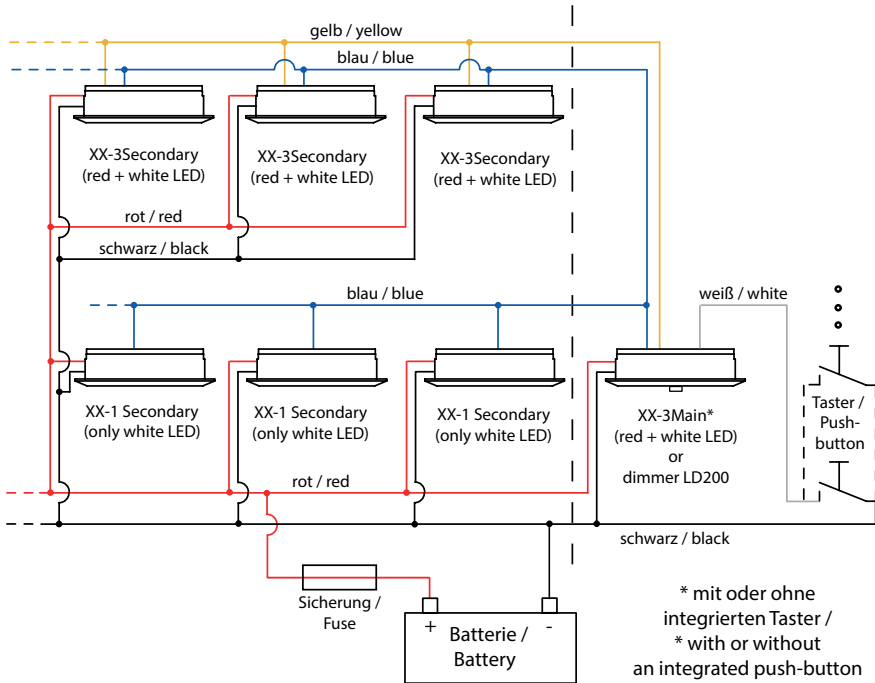 gelb / yellow
blau / blue
XX-3Secondary
(red + white LED)
XX-3Secondary
(red + white LED)
XX-3Secondary
(red + white LED)
rot / red
schwarz / black
blau / blue
weiß / white
XX-1 Secondary
(only white LED)
XX-1 Secondary
(only white LED)
XX-1 Secondary
(only white LED)
XX-3Main*
(red + white LED)
or
dimmer LD200
Taster /
Push-
button
rot / red
schwarz / black
Sicherung /
Fuse
+
-
Batterie /
Battery
* mit oder ohne
integrierten Taster /
* with or without
an integrated push-button